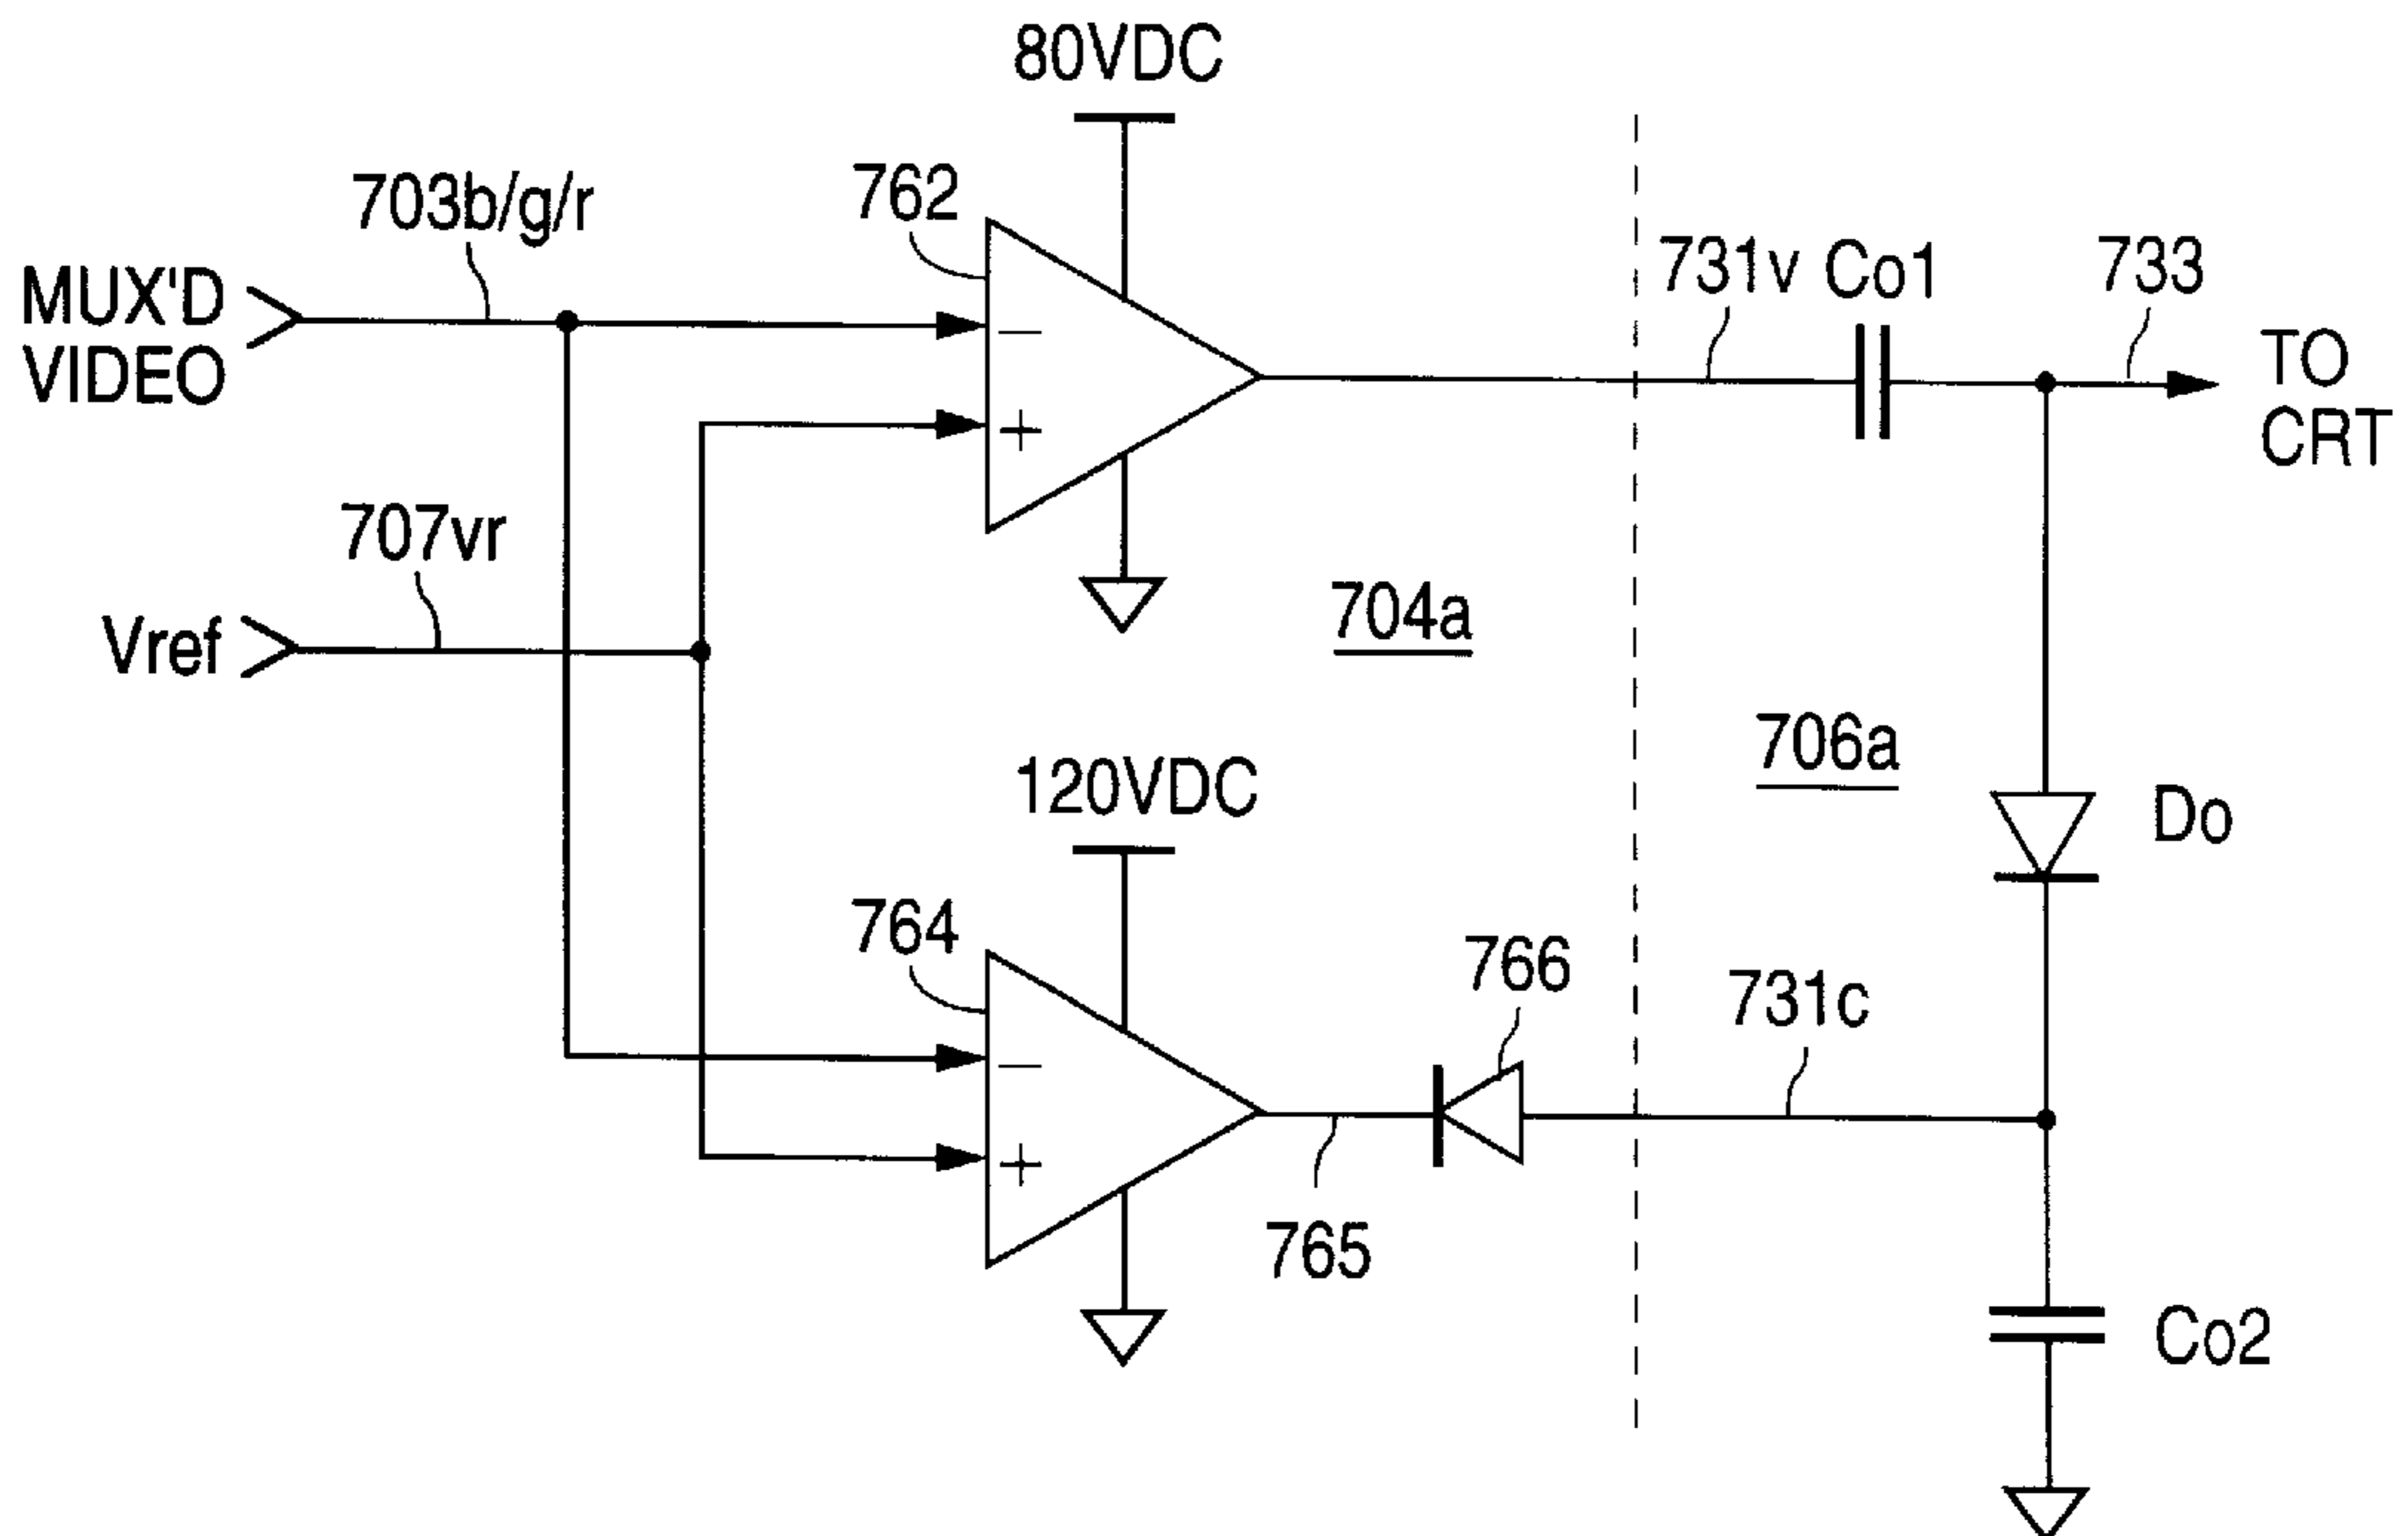 80VDC
703b/g/r
762
MUX'D
VIDEO
731v Co1
733
TO
CRT
−
+
707vr
Vref
704a
706a
120VDC
Do
764
766
731c
−
+
765
Co2